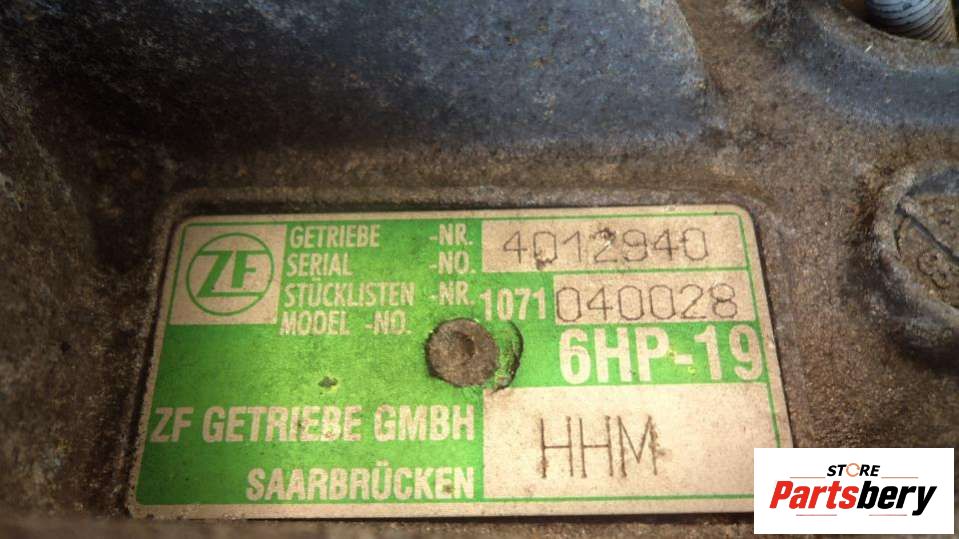 ZF
GETRIEBE -NR. 4012940
SERIAL -NO.
STÜCKLISTEN -NR. 1071 040028
MODEL -NO.
6HP-19
ZF GETRIEBE GMBH HHM
SAARBRÜCKEN
STORE
Partsbery